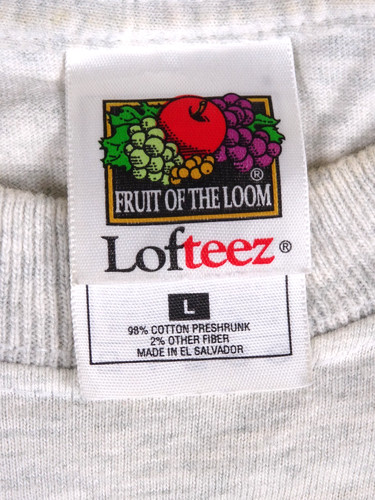 ®
FRUIT OF THE LOOM
Lofteez ®
L
98% COTTON PRESHRUNK
2% OTHER FIBER
MADE IN EL SALVADOR